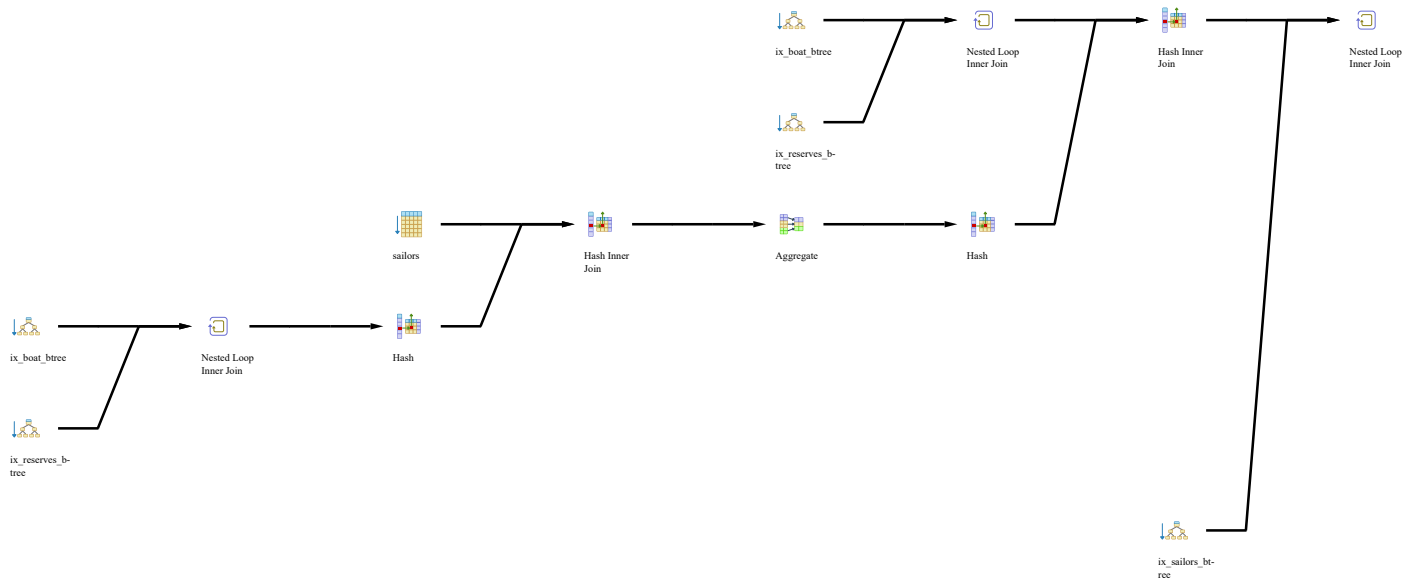 ix_boat_btree
Nested Loop
Inner Join
Hash Inner
Join
Nested Loop
Inner Join
ix_reserves_b-
tree
sailors
Hash Inner
Join
Aggregate
Hash
ix_boat_btree
Nested Loop
Inner Join
Hash
ix_reserves_b-
tree
ix_sailors_bt-
ree